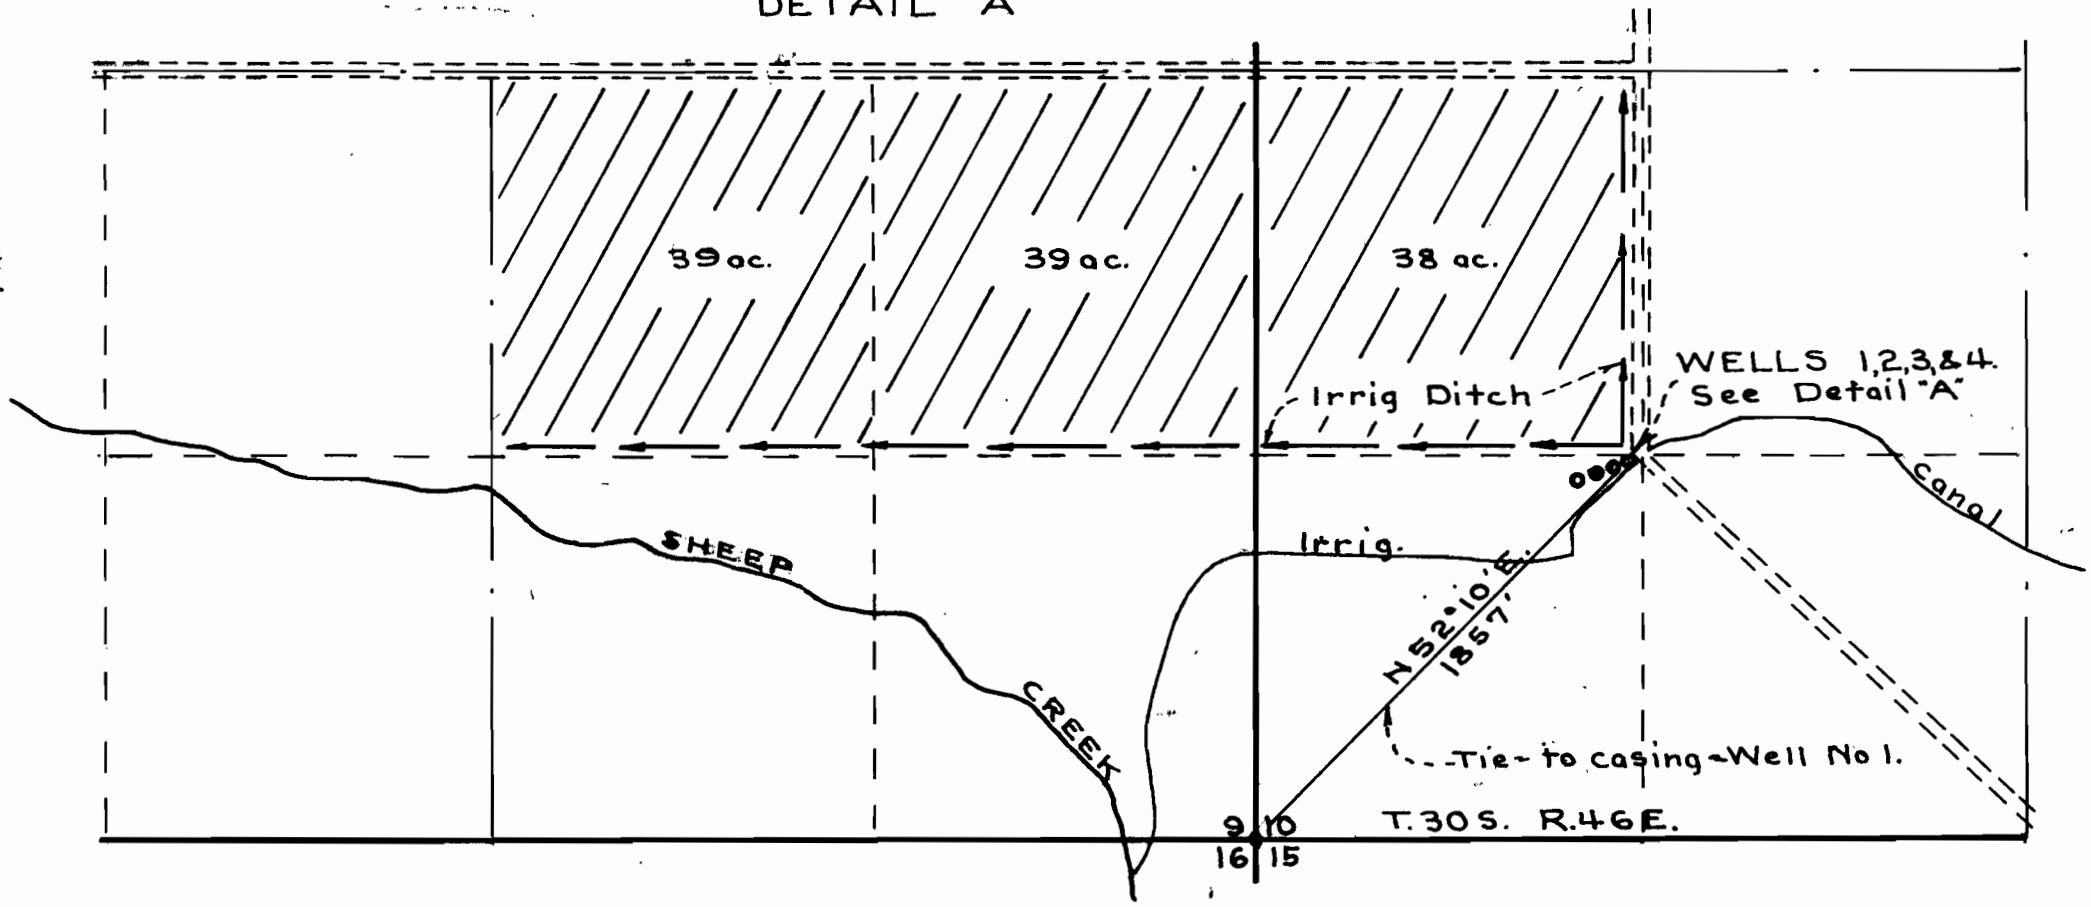 DETAIL A
39 ac.
39 ac.
38 ac.
WELLS 1,2,3,&4.
See Detail "A"
Irrig Ditch
Canal
SHEEP
Irrig.
N 52° 10' E.
1857'
CREEK
Tie - to casing - Well No 1.
9 10
T.30S. R.46E.
16 15